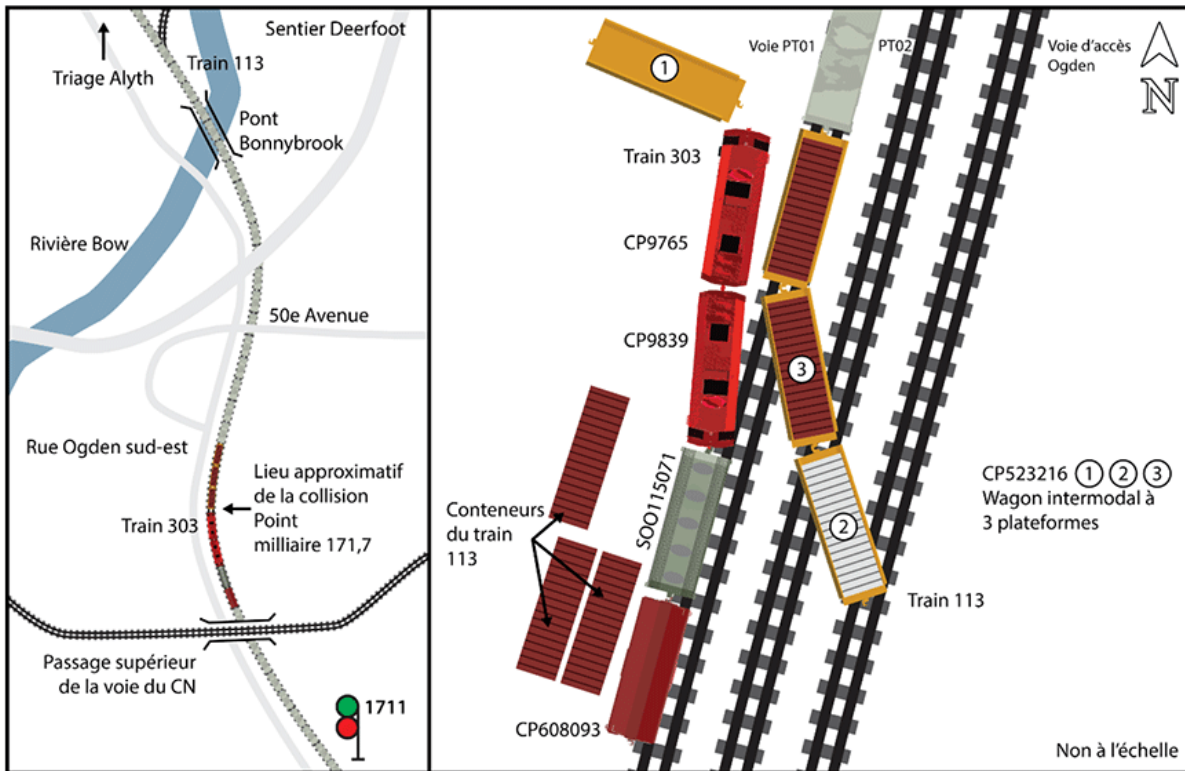 Sentier Deerfoot
Train 113
Triage Alyth
Pont
Bonnybrook
Rivière Bow
50e Avenue
Rue Ogden sud-est
Lieu approximatif
de la collision
Point
milliaire 171,7
Train 303
Passage supérieur
de la voie du CN
1711
Voie PT01
PT02
Voie d'accès
Ogden
N
1
Train 303
CP9765
CP9839
3
2
SOO115071
Conteneurs
du train
113
CP523216 1 2 3
Wagon intermodal à
3 plateformes
Train 113
CP608093
Non à l'échelle